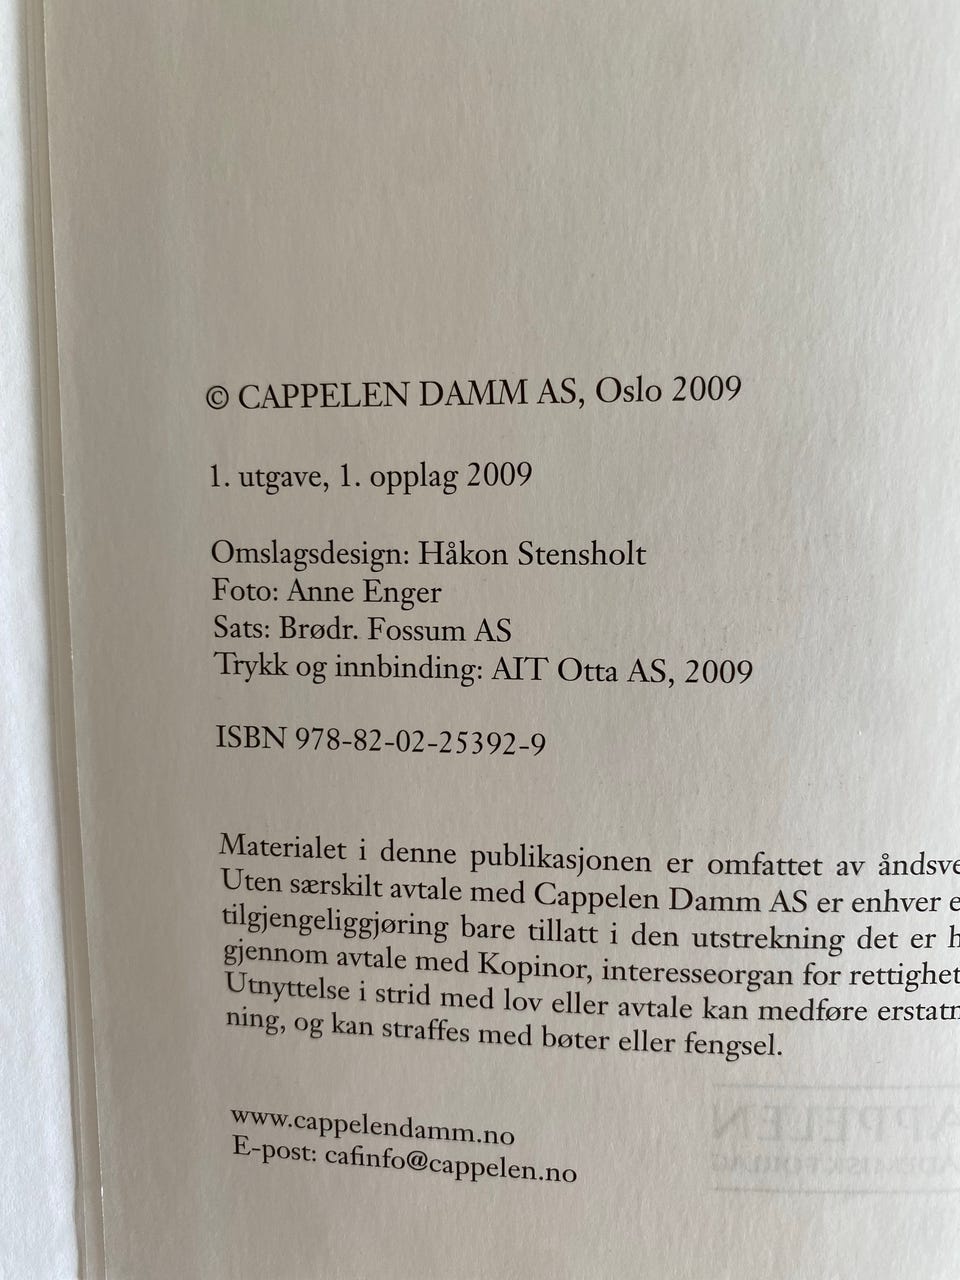 © CAPPELEN DAMM AS, Oslo 2009
1. utgave, 1. opplag 2009
Omslagsdesign: Håkon Stensholt
Foto: Anne Enger
Sats: Brødr. Fossum AS
Trykk og innbinding: AIT Otta AS, 2009
ISBN 978-82-02-25392-9
Materialet i denne publikasjonen er omfattet av åndsve
Uten særskilt avtale med Cappelen Damm AS er enhver e
tilgjengeliggjøring bare tillatt i den utstrekning det er h
gjennom avtale med Kopinor, interesseorgan for rettighet
Utnyttelse i strid med lov eller avtale kan medføre erstatn
ning, og kan straffes med bøter eller fengsel.
www.cappelendamm.no
E-post: cafinfo@cappelen.no